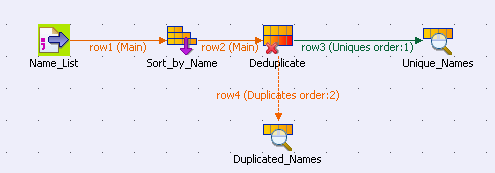 row1 (Main)
row2 (Main)
row3 (Uniques order:1)
Name_List
Sort_by_Name
Deduplicate
Unique_Names
row4 (Duplicates order:2)
Duplicated_Names